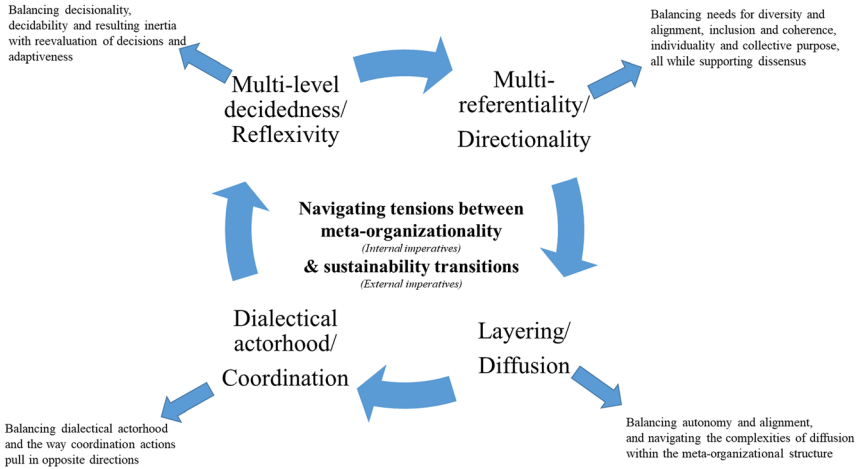 Balancing decisionality,
decidability and resulting inertia
with reevaluation of decisions and
adaptiveness
Multi-level
decidedness/
Reflexivity
Multi-
referentiality/
Directionality
Balancing needs for diversity and
alignment, inclusion and coherence,
individuality and collective purpose,
all while supporting dissensus
Navigating tensions between
meta-organizationality
(Internal imperatives)
& sustainability transitions
(External imperatives)
Dialectical
actorhood/
Coordination
Layering/
Diffusion
Balancing dialectical actorhood
and the way coordination actions
pull in opposite directions
Balancing autonomy and alignment,
and navigating the complexities of diffusion
within the meta-organizational structure